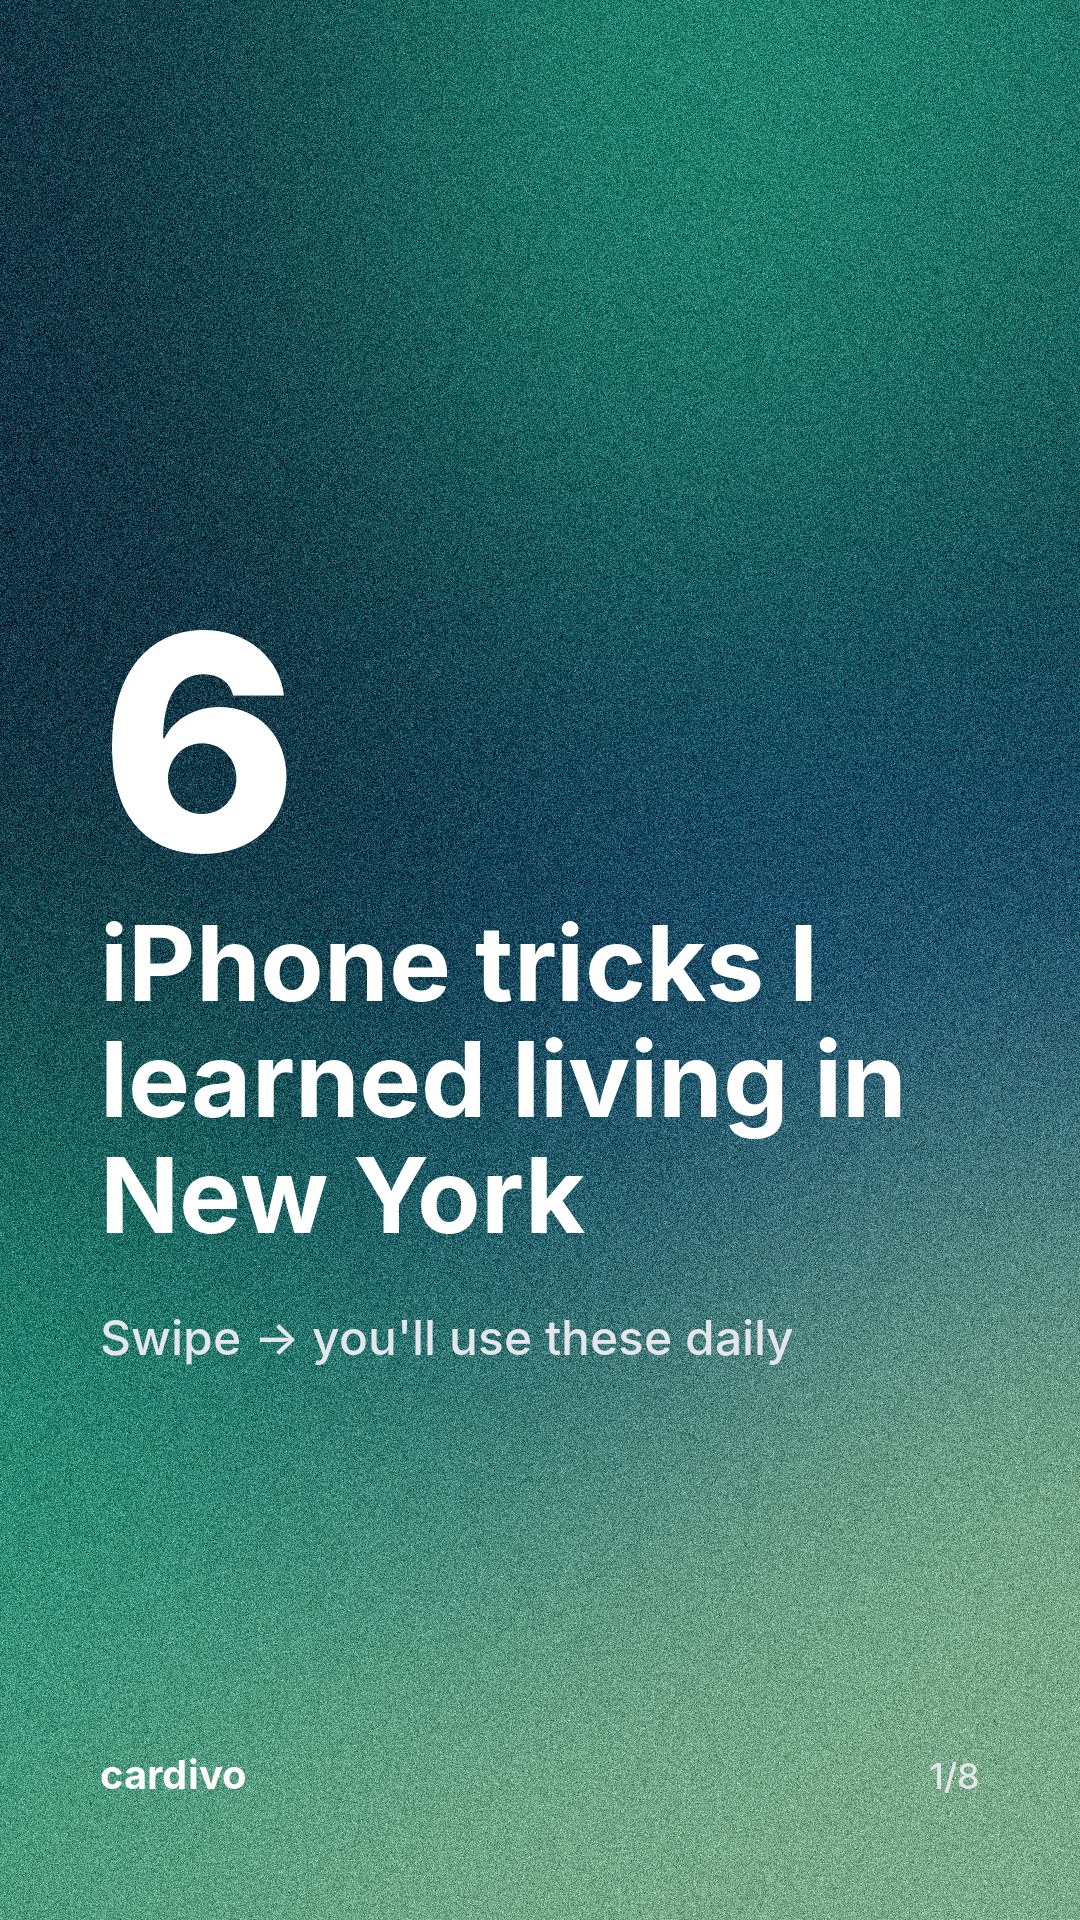 6
iPhone tricks I
learned living in
New York
Swipe → you'll use these daily
cardivo
1/8